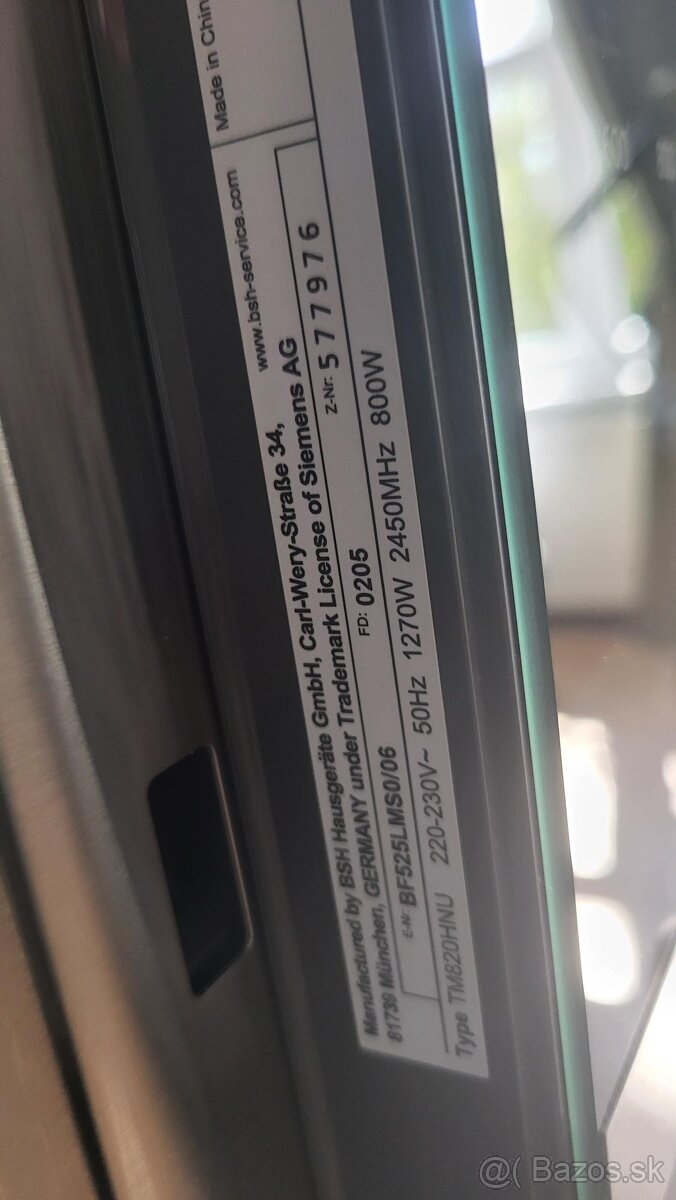 Manufactured by BSH Hausgeräte GmbH, Carl-Wery-Straße 34,
81739 München, GERMANY under Trademark License of Siemens AG
www.bsh-service.com
Made in
E-Nr: BF525LMS0/06
FD: 0205
Z-Nr: 577976
Type TM820HNU 220-230V~ 50Hz 1270W 2450MHz 800W
@( Bazos.sk